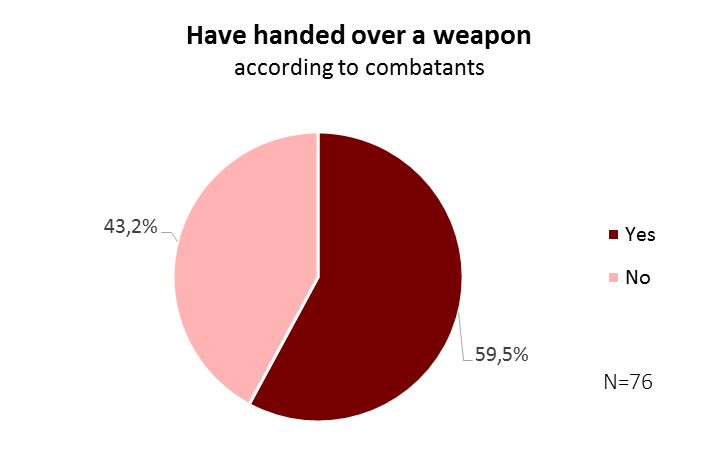 Have handed over a weapon
according to combatants
43,2%
Yes
No
59,5%
N=76